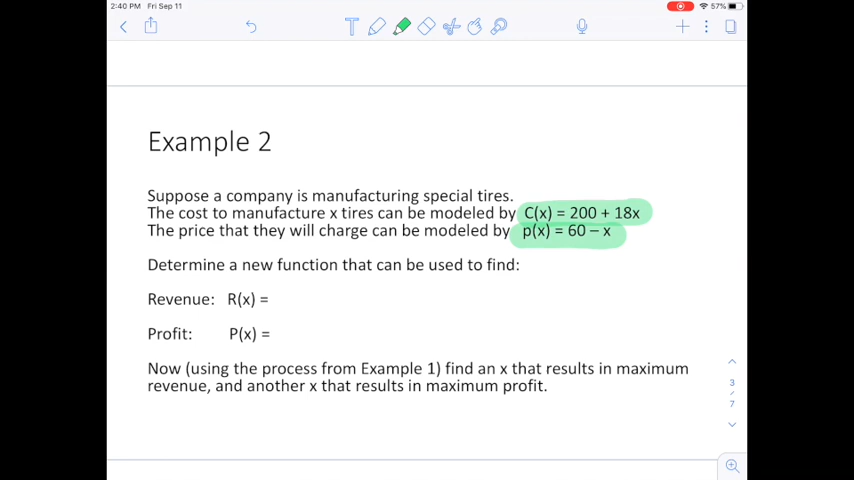 2:40 PM Fri Sep 11
57%
Example 2
Suppose a company is manufacturing special tires.
The cost to manufacture x tires can be modeled by C(x) = 200 + 18x
The price that they will charge can be modeled by p(x) = 60 – x
Determine a new function that can be used to find:
Revenue: R(x) =
Profit: P(x) =
Now (using the process from Example 1) find an x that results in maximum
revenue, and another x that results in maximum profit.
3
/
7